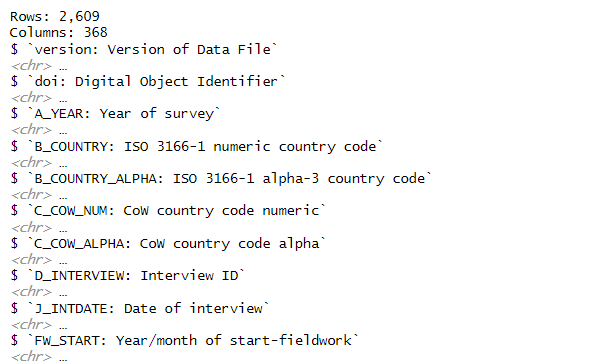 Rows: 2,609
Columns: 368
$ `version: Version of Data File`
<chr> …
$ `doi: Digital Object Identifier`
<chr> …
$ `A_YEAR: Year of survey`
<chr> …
$ `B_COUNTRY: ISO 3166-1 numeric country code`
<chr> …
$ `B_COUNTRY_ALPHA: ISO 3166-1 alpha-3 country code`
<chr> …
$ `C_COW_NUM: CoW country code numeric`
<chr> …
$ `C_COW_ALPHA: CoW country code alpha`
<chr> …
$ `D_INTERVIEW: Interview ID`
<chr> …
$ `J_INTDATE: Date of interview`
<chr> …
$ `FW_START: Year/month of start-fieldwork`
<chr> …